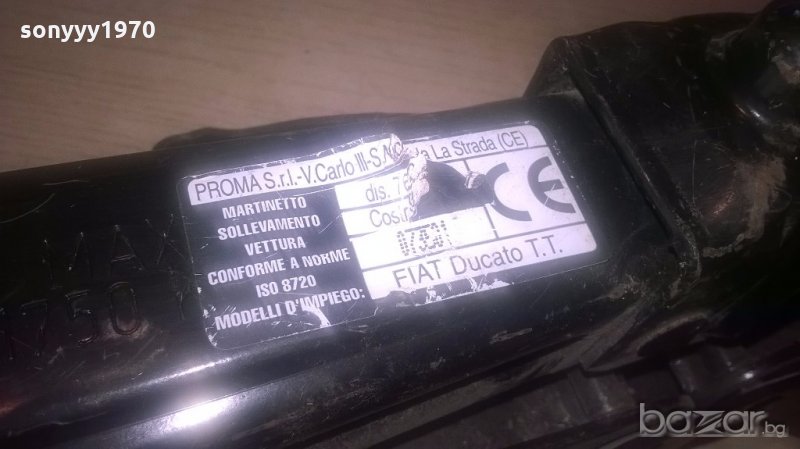 sonyyy1970
PROMA S.r.l.-V.Carlo III-S. La Strada (CE)
MARTINETTO
SOLLEVAMENTO
VETTURA
CONFORME A NORME
ISO 8720
MODELLI D'IMPIEGO:
dis.
CE
FIAT Ducato T.T.
MAX
bazar.bg